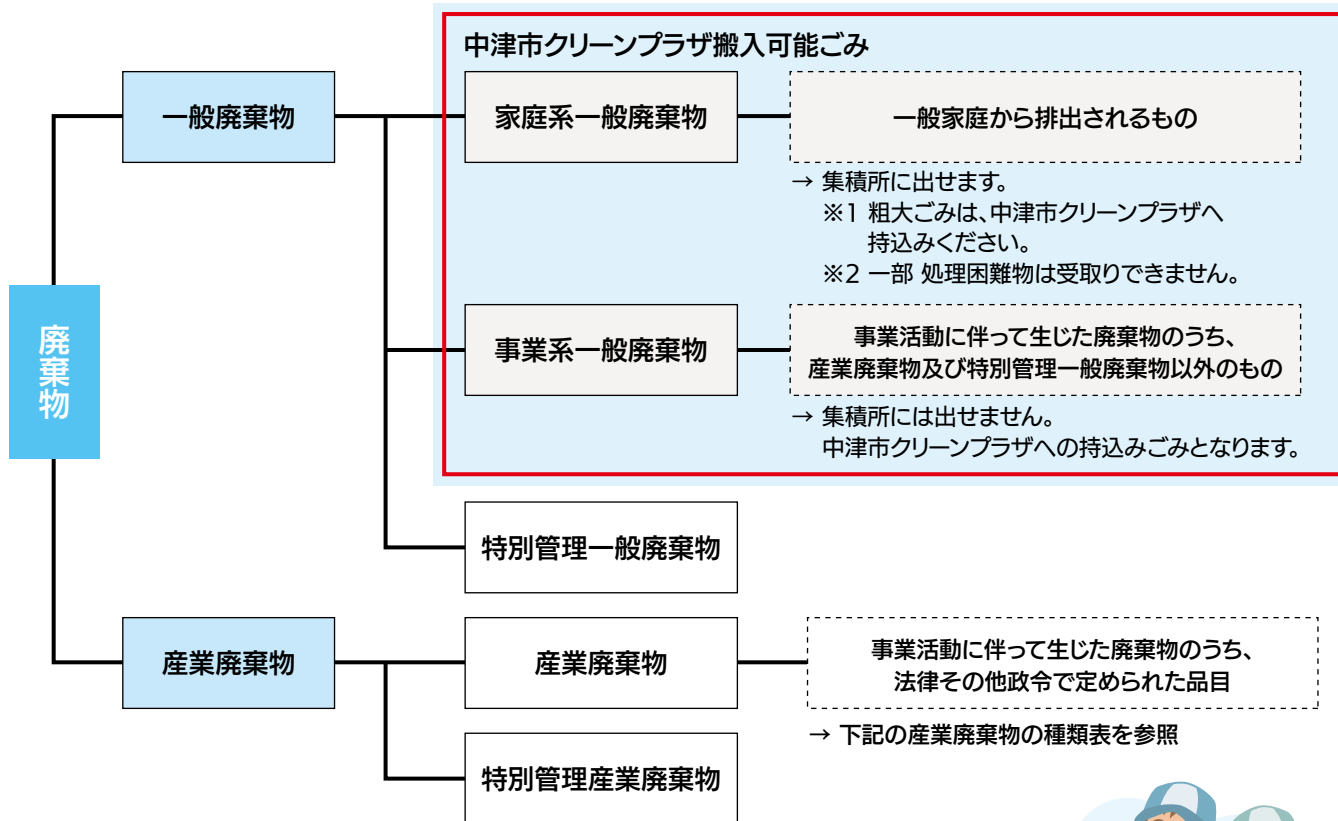 中津市クリーンプラザ搬入可能ごみ
廃棄物
一般廃棄物
家庭系一般廃棄物
一般家庭から排出されるもの
→ 集積所に出せます。
※1 粗大ごみは、中津市クリーンプラザへ
持込みください。
※2 一部 処理困難物は受取りできません。
事業系一般廃棄物
事業活動に伴って生じた廃棄物のうち、
産業廃棄物及び特別管理一般廃棄物以外のもの
→ 集積所には出せません。
中津市クリーンプラザへの持込みごみとなります。
特別管理一般廃棄物
産業廃棄物
産業廃棄物
事業活動に伴って生じた廃棄物のうち、
法律その他政令で定められた品目
→ 下記の産業廃棄物の種類表を参照
特別管理産業廃棄物